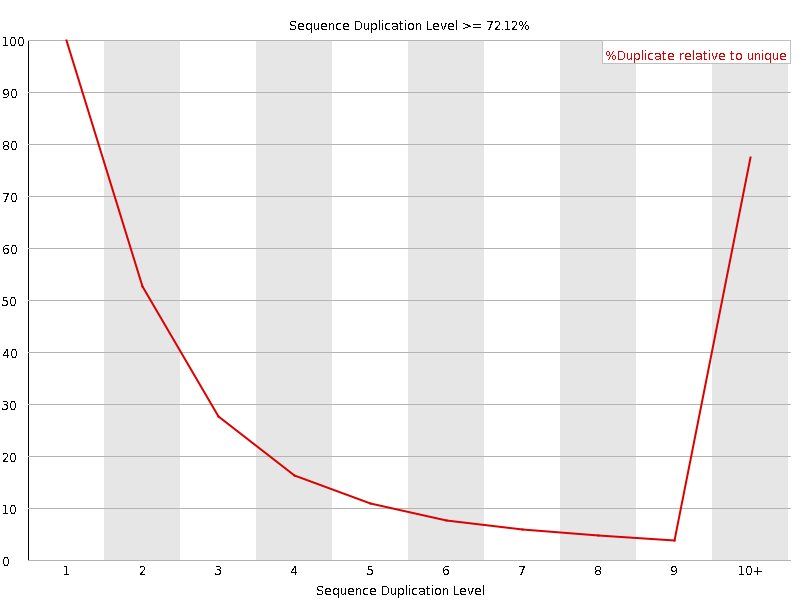 Sequence Duplication Level >= 72.12%
%Duplicate relative to unique
100
90
80
70
60
50
40
30
20
10
0
1 2 3 4 5 6 7 8 9 10+
Sequence Duplication Level